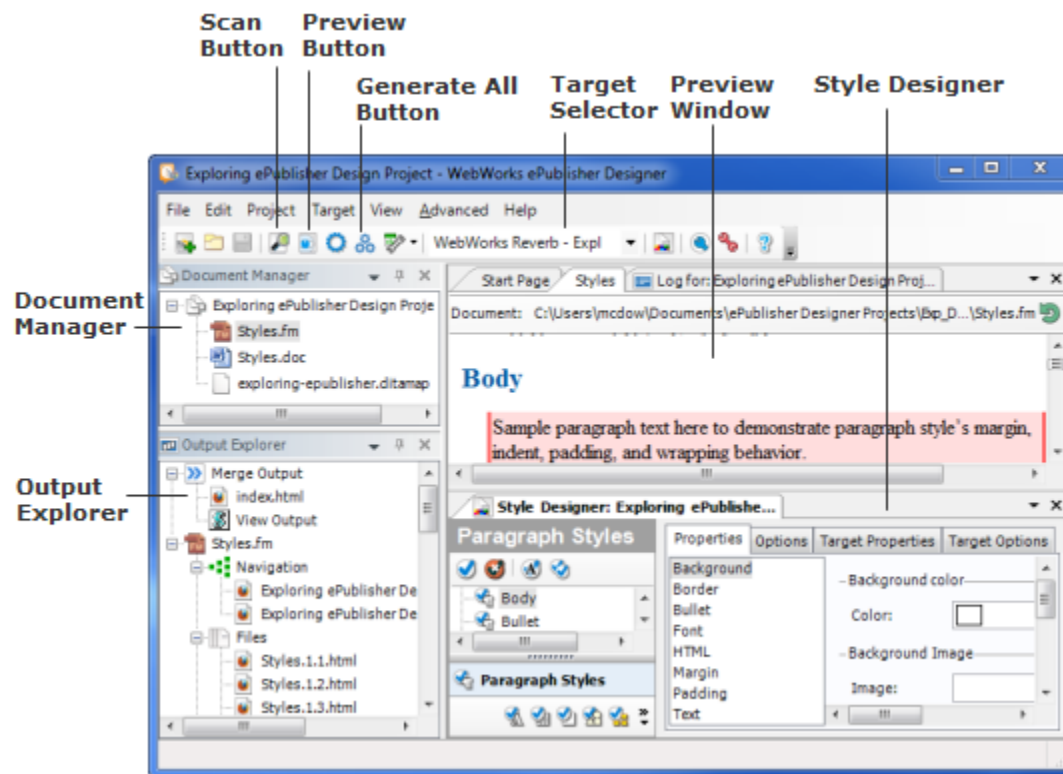 Scan Button
Preview Button
Generate All Button
Target Selector
Preview Window
Style Designer
Exploring ePublisher Design Project - WebWorks ePublisher Designer
File Edit Project Target View Advanced Help
WebWorks Reverb - Expl
Document Manager
Document Manager
Exploring ePublisher Design Proje
Styles.fm
Styles.doc
exploring-epublisher.ditamap
Start Page Styles Log for: Exploring ePublisher Design Proj...
Document: C:\Users\mcdow\Documents\ePublisher Designer Projects\Exp_D...\Styles.fm
Body
Sample paragraph text here to demonstrate paragraph style's margin,
indent, padding, and wrapping behavior.
Output Explorer
Output Explorer
Merge Output
index.html
View Output
Styles.fm
Navigation
Exploring ePublisher De
Exploring ePublisher De
Files
Styles.1.1.html
Styles.1.2.html
Styles.1.3.html
Style Designer: Exploring ePublishe...
Paragraph Styles
Body
Bullet
Paragraph Styles
Properties Options Target Properties Target Options
Background
Border
Bullet
Font
HTML
Margin
Padding
Text
Background color
Color:
Background Image
Image: